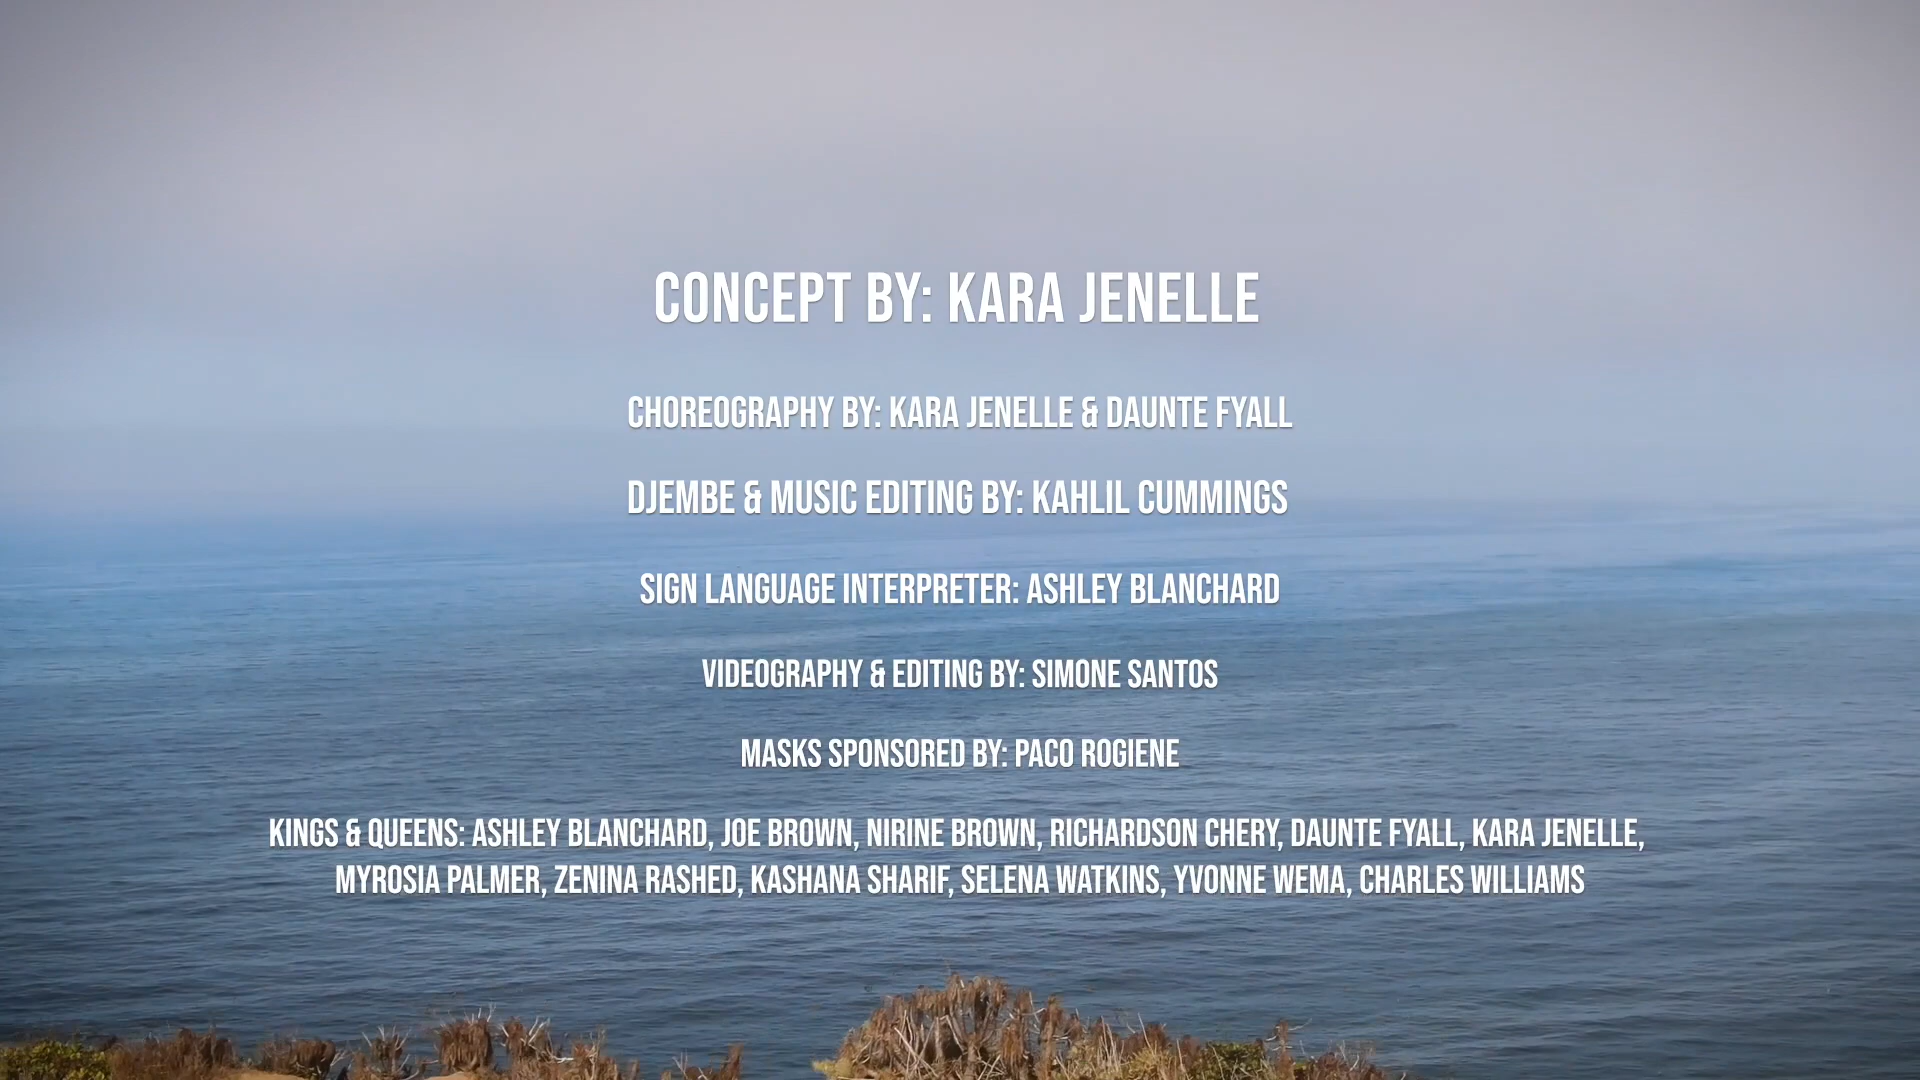 CONCEPT BY: KARA JENELLE
CHOREOGRAPHY BY: KARA JENELLE & DAUNTE FYALL
DJEMBE & MUSIC EDITING BY: KAHLIL CUMMINGS
SIGN LANGUAGE INTERPRETER: ASHLEY BLANCHARD
VIDEOGRAPHY & EDITING BY: SIMONE SANTOS
MASKS SPONSORED BY: PACO ROGIENE
KINGS & QUEENS: ASHLEY BLANCHARD, JOE BROWN, NIRINE BROWN, RICHARDSON CHERY, DAUNTE FYALL, KARA JENELLE,
MYROSIA PALMER, ZENINA RASHED, KASHANA SHARIF, SELENA WATKINS, YVONNE WEMA, CHARLES WILLIAMS